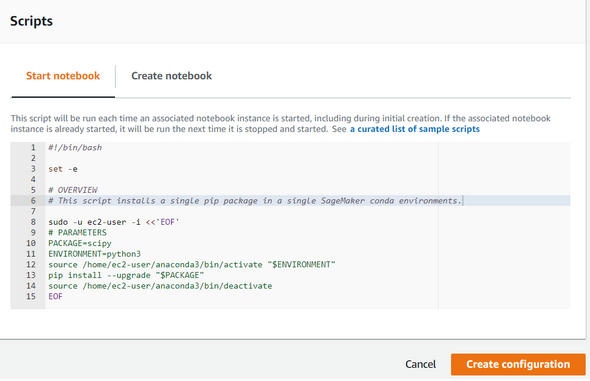 Scripts
Start notebook
Create notebook
This script will be run each time an associated notebook instance is started, including during initial creation. If the associated notebook
instance is already started, it will be run the next time it is stopped and started. See a curated list of sample scripts
1 #!/bin/bash
2
3 set -e
4
5 # OVERVIEW
6 # This script installs a single pip package in a single SageMaker conda environments.
7
8 sudo -u ec2-user -i <<'EOF'
9 # PARAMETERS
10 PACKAGE=scipy
11 ENVIRONMENT=python3
12 source /home/ec2-user/anaconda3/bin/activate "$ENVIRONMENT"
13 pip install --upgrade "$PACKAGE"
14 source /home/ec2-user/anaconda3/bin/deactivate
15 EOF
Cancel
Create configuration